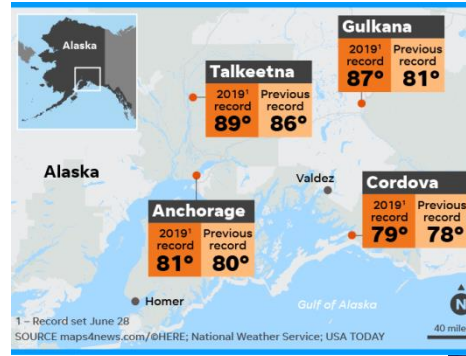 Alaska
Gulkana
2019¹ record
87°
Previous record
81°
Talkeetna
2019¹ record
89°
Previous record
86°
Alaska
Valdez
Cordova
2019¹ record
79°
Previous record
78°
Anchorage
2019¹ record
81°
Previous record
80°
Homer
Gulf of Alaska
N
40 miles
1 – Record set June 28
SOURCE maps4news.com/©HERE; National Weather Service; USA TODAY